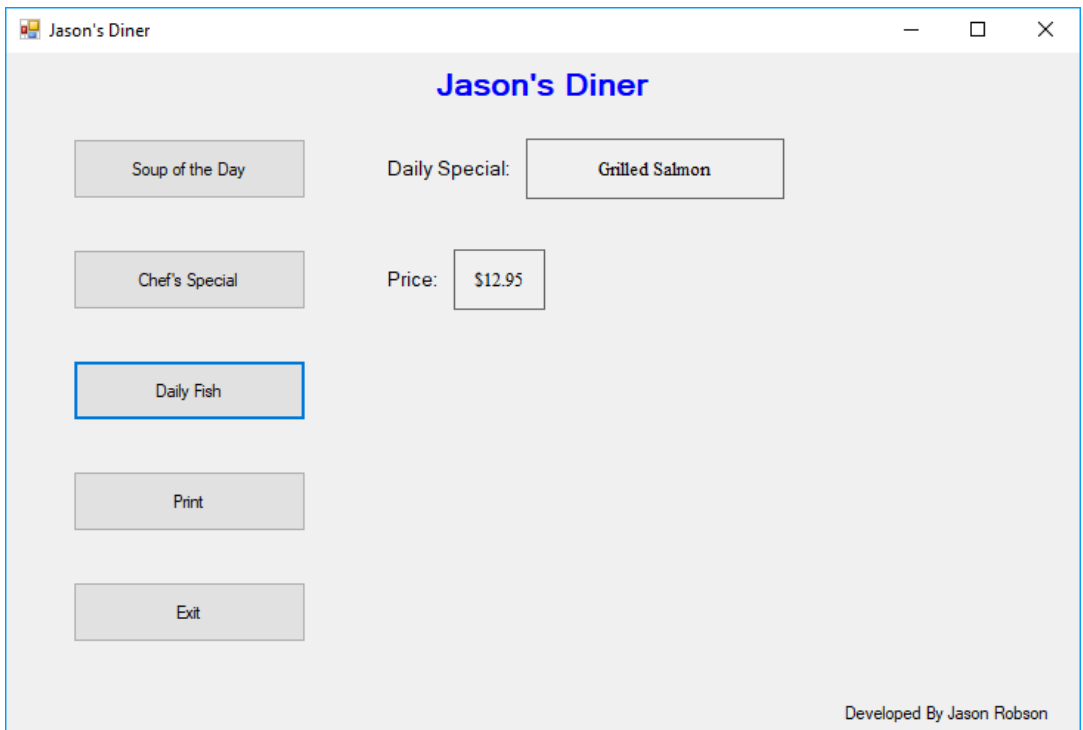 Jason's Diner
Jason's Diner
Soup of the Day
Daily Special:
Grilled Salmon
Chef's Special
Price:
$12.95
Daily Fish
Print
Exit
Developed By Jason Robson